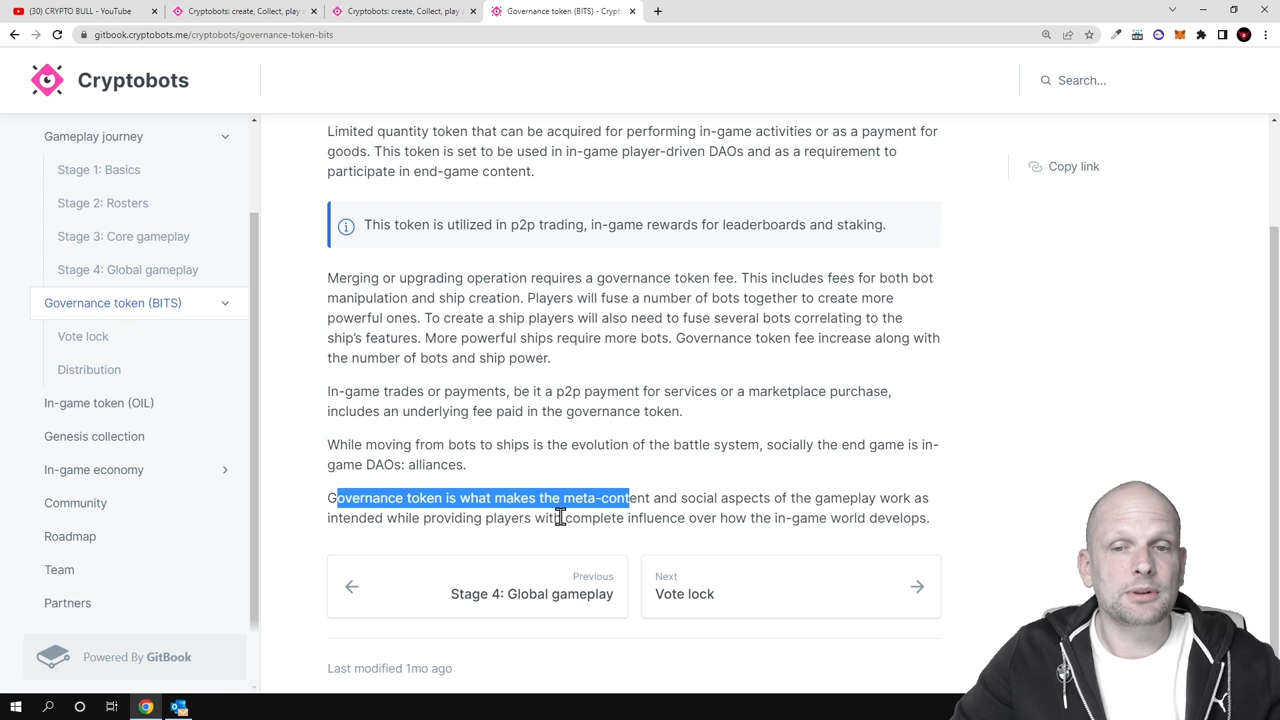 (30) CRYPTO BULL - YouTube
Cryptobots: create, Collect, play a
Cryptobots: create, Collect, play a
Governance token (BITS) - Crypto
gitbook.cryptobots.me/cryptobots/governance-token-bits
Cryptobots
Search...
Gameplay journey
Stage 1: Basics
Stage 2: Rosters
Stage 3: Core gameplay
Stage 4: Global gameplay
Governance token (BITS)
Vote lock
Distribution
In-game token (OIL)
Genesis collection
In-game economy
Community
Roadmap
Team
Partners
Powered By GitBook
Limited quantity token that can be acquired for performing in-game activities or as a payment for
goods. This token is set to be used in in-game player-driven DAOs and as a requirement to
participate in end-game content.
This token is utilized in p2p trading, in-game rewards for leaderboards and staking.
Merging or upgrading operation requires a governance token fee. This includes fees for both bot
manipulation and ship creation. Players will fuse a number of bots together to create more
powerful ones. To create a ship players will also need to fuse several bots correlating to the
ship's features. More powerful ships require more bots. Governance token fee increase along with
the number of bots and ship power.
In-game trades or payments, be it a p2p payment for services or a marketplace purchase,
includes an underlying fee paid in the governance token.
While moving from bots to ships is the evolution of the battle system, socially the end game is in-
game DAOs: alliances.
Governance token is what makes the meta-content and social aspects of the gameplay work as
intended while providing players with complete influence over how the in-game world develops.
Previous
Stage 4: Global gameplay
Next
Vote lock
Last modified 1mo ago
Copy link